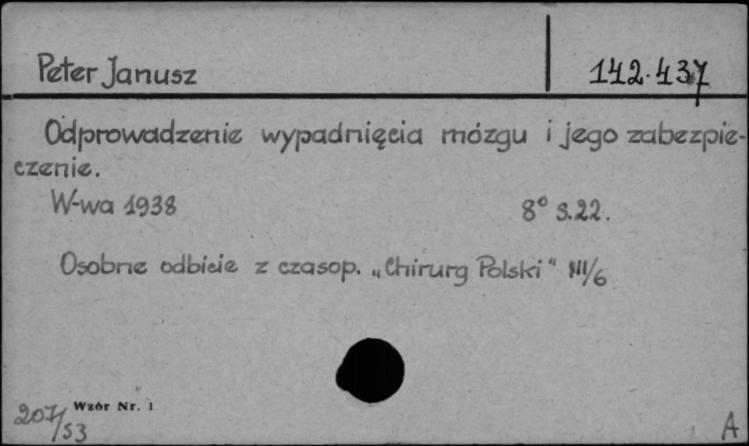 Peter Janusz
142.437
Odprowadzenie wypadnięcia mózgu i jego zabezpie-
czenie.
W-wa 1938 8° s.22.
Osobne odbicie z czasop. „Chirurg Polski" III/6
Wzór Nr. 1
207/53
A